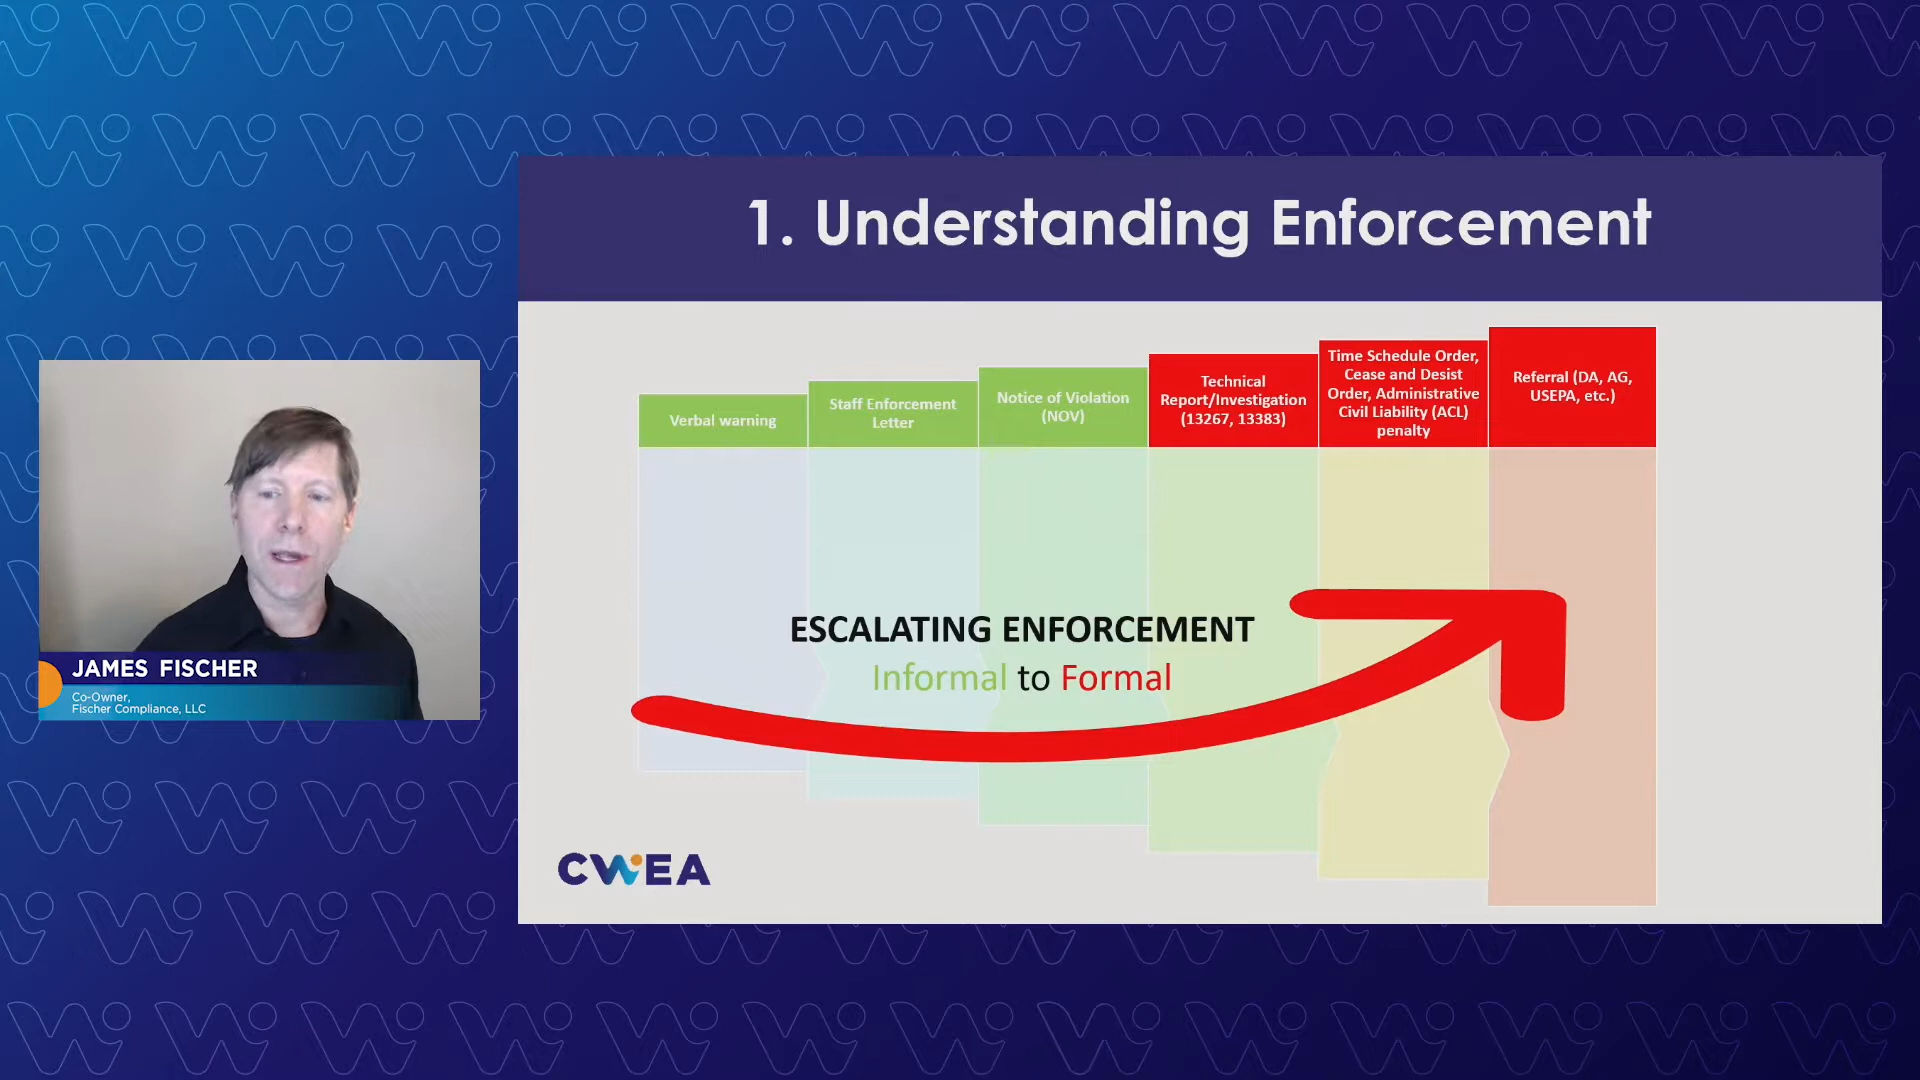 1. Understanding Enforcement
Verbal warning
Staff Enforcement
Letter
Notice of Violation
(NOV)
Technical
Report/Investigation
(13267, 13383)
Time Schedule Order,
Cease and Desist
Order, Administrative
Civil Liability (ACL)
penalty
Referral (DA, AG,
USEPA, etc.)
ESCALATING ENFORCEMENT
Informal to Formal
JAMES FISCHER
Co-Owner,
Fischer Compliance, LLC
CWEA